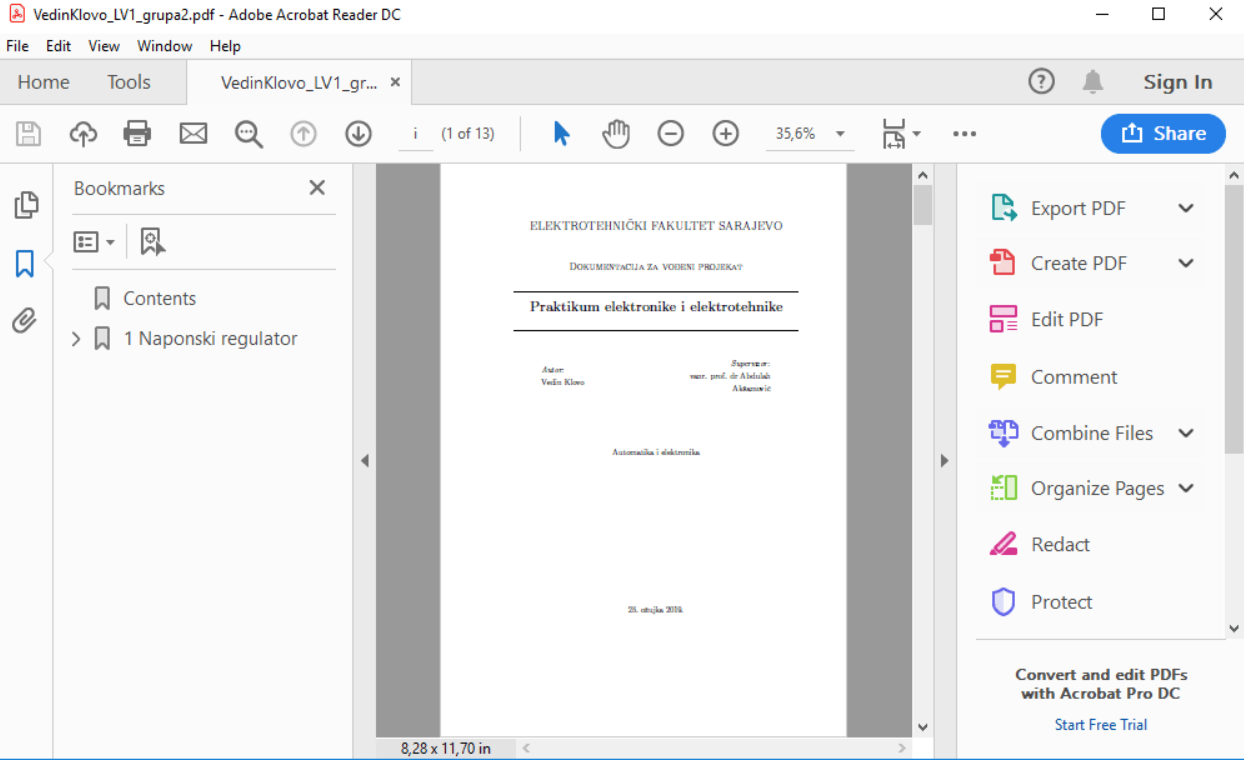 VedinKlovo_LV1_grupa2.pdf - Adobe Acrobat Reader DC
File Edit View Window Help
Home Tools VedinKlovo_LV1_gr... Sign In
i (1 of 13) 35,6% Share
Bookmarks
Contents
1 Naponski regulator
ELEKTROTEHNIČKI FAKULTET SARAJEVO
Dokumentacija za vođeni projekat
Praktikum elektronike i elektrotehnike
Autor:
Vedin Klovo
Supervizor:
vanr. prof. dr Abdulah
Akšamović
Automatika i elektronika
ožujka
8,28 x 11,70 in
Export PDF
Create PDF
Edit PDF
Comment
Combine Files
Organize Pages
Redact
Protect
Convert and edit PDFs
with Acrobat Pro DC
Start Free Trial